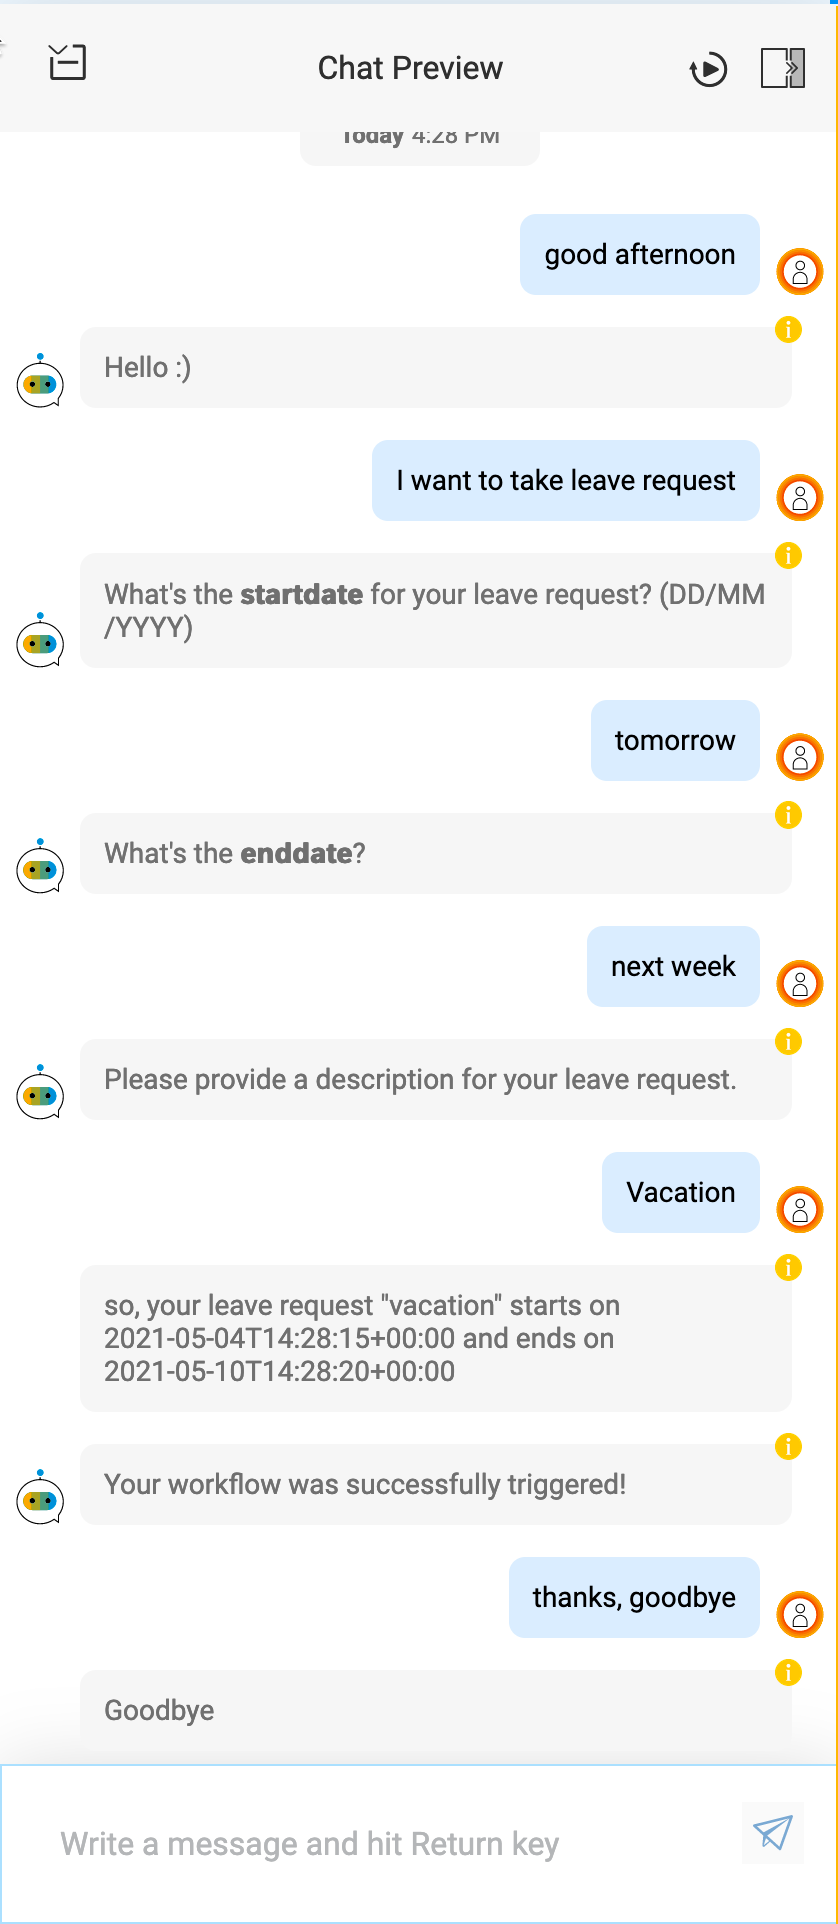 Chat Preview
Today 4:28 PM
good afternoon
Hello :)
I want to take leave request
What's the startdate for your leave request? (DD/MM
/YYYY)
tomorrow
What's the enddate?
next week
Please provide a description for your leave request.
Vacation
so, your leave request "vacation" starts on
2021-05-04T14:28:15+00:00 and ends on
2021-05-10T14:28:20+00:00
Your workflow was successfully triggered!
thanks, goodbye
Goodbye
Write a message and hit Return key